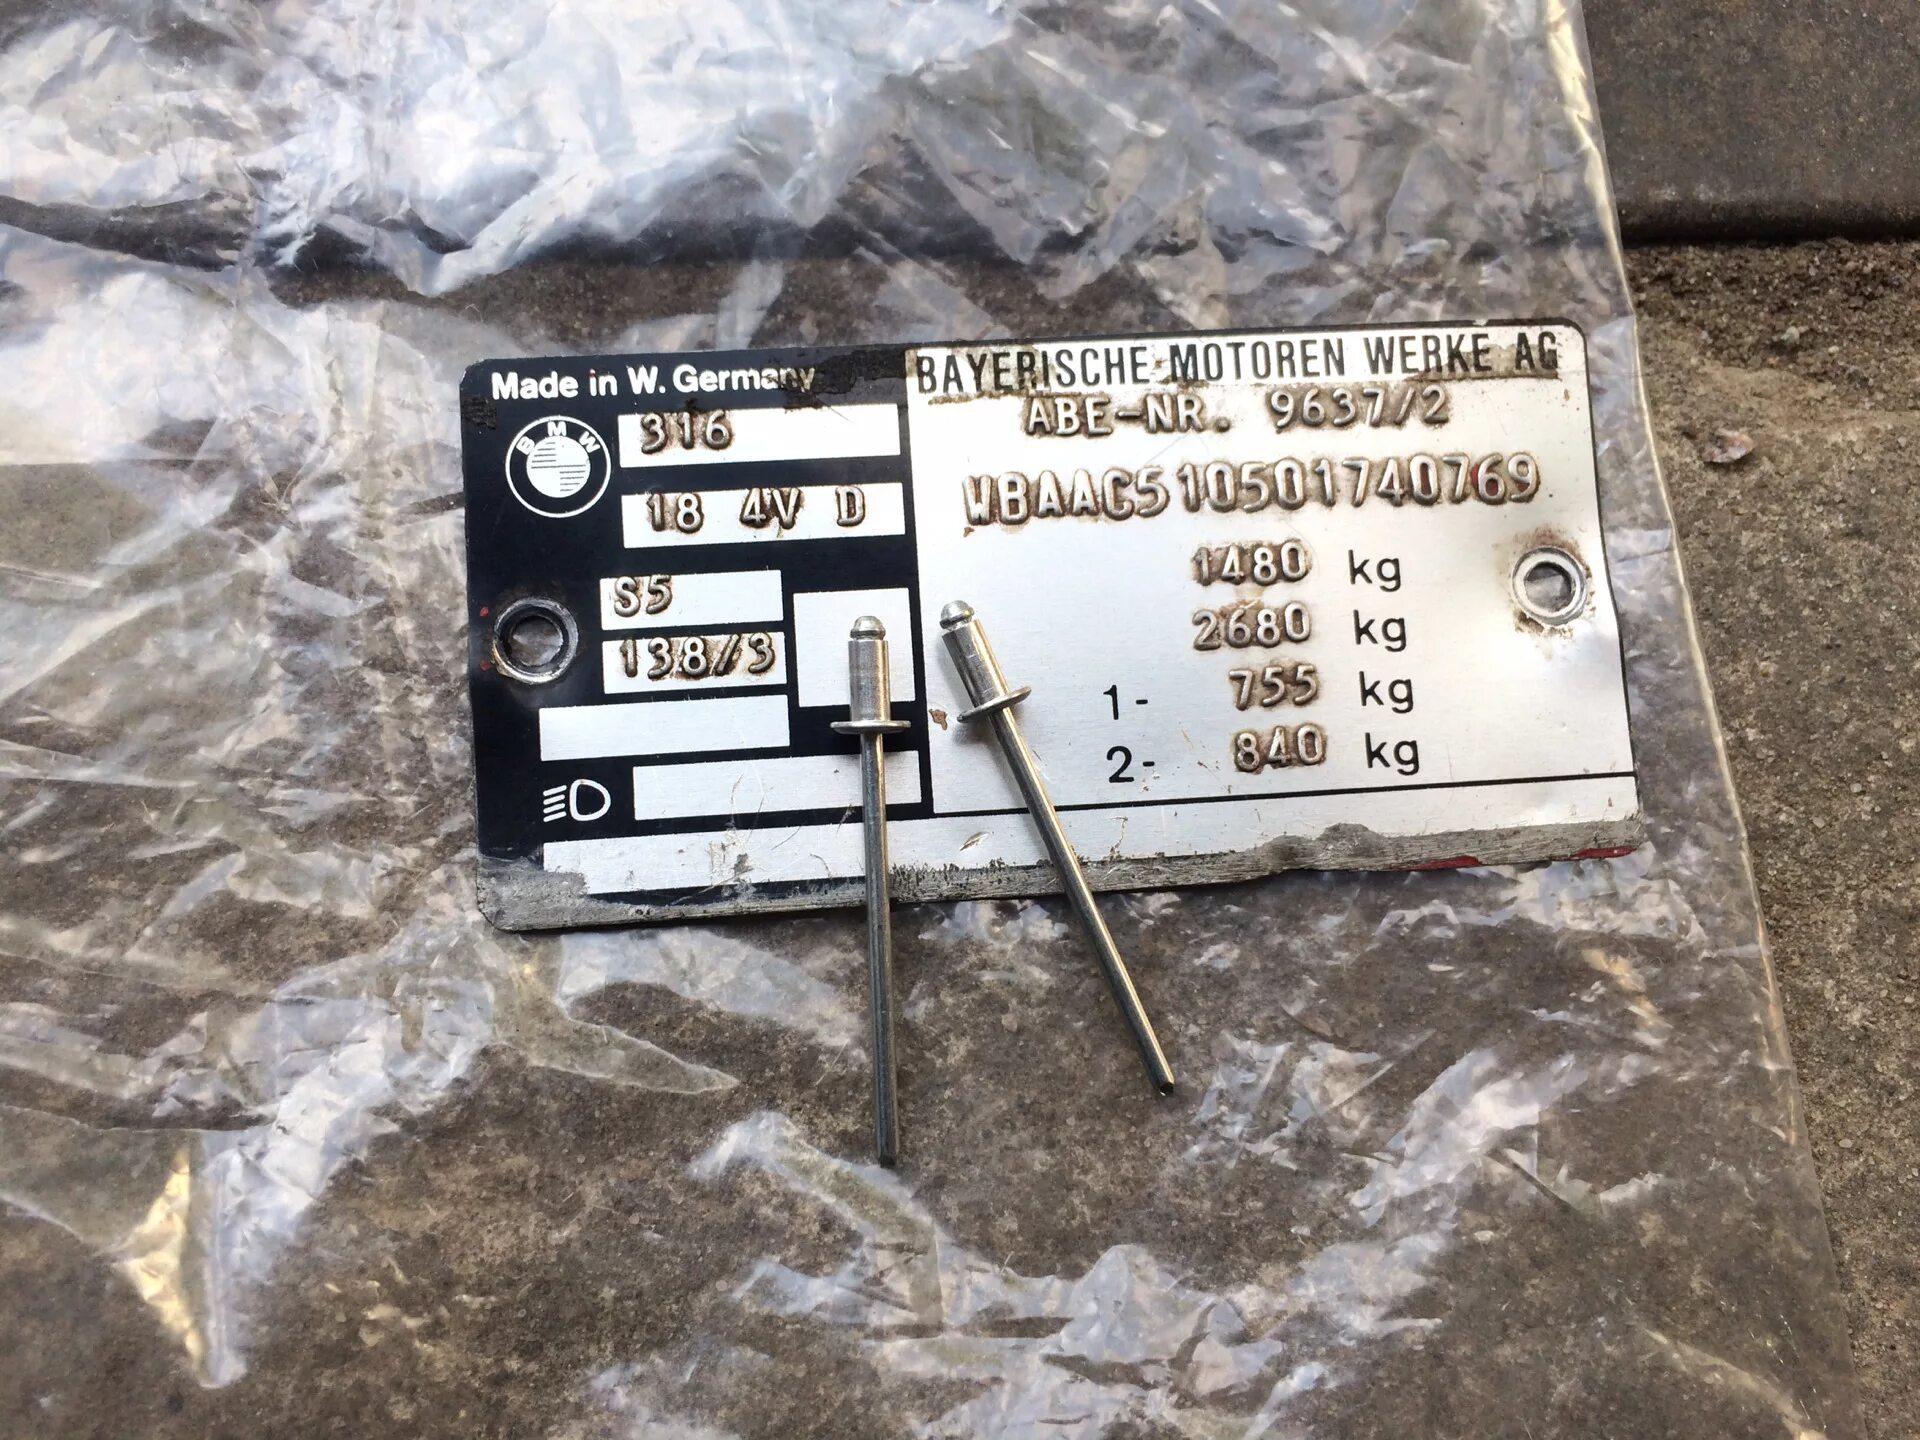 Made in W. Germany
BMW
316
18 4V D
S5
138/3
BAYERISCHE MOTOREN WERKE AG
ABE-NR. 9637/2
WBAAC510501740769
1480 kg
2680 kg
1- 755 kg
2- 840 kg